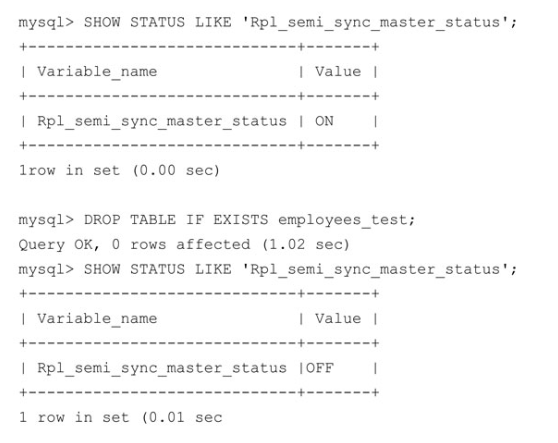 mysql> SHOW STATUS LIKE 'Rpl_semi_sync_master_status';
+----------------------------+-------+
| Variable_name | Value |
+----------------------------+-------+
| Rpl_semi_sync_master_status | ON |
+----------------------------+-------+
1row in set (0.00 sec)
mysql> DROP TABLE IF EXISTS employees_test;
Query OK, 0 rows affected (1.02 sec)
mysql> SHOW STATUS LIKE 'Rpl_semi_sync_master_status';
+----------------------------+-------+
| Variable_name | Value |
+----------------------------+-------+
| Rpl_semi_sync_master_status |OFF |
+----------------------------+-------+
1 row in set (0.01 sec